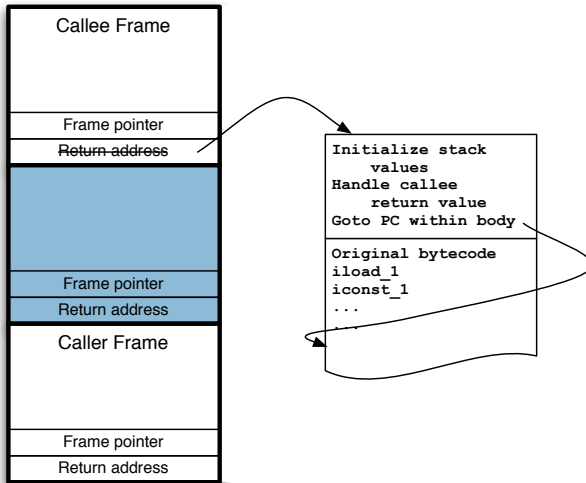 Callee Frame
Frame pointer
Return address
Frame pointer
Return address
Caller Frame
Frame pointer
Return address
Initialize stack
values
Handle callee
return value
Goto PC within body
Original bytecode
iload_1
iconst_1
...
...